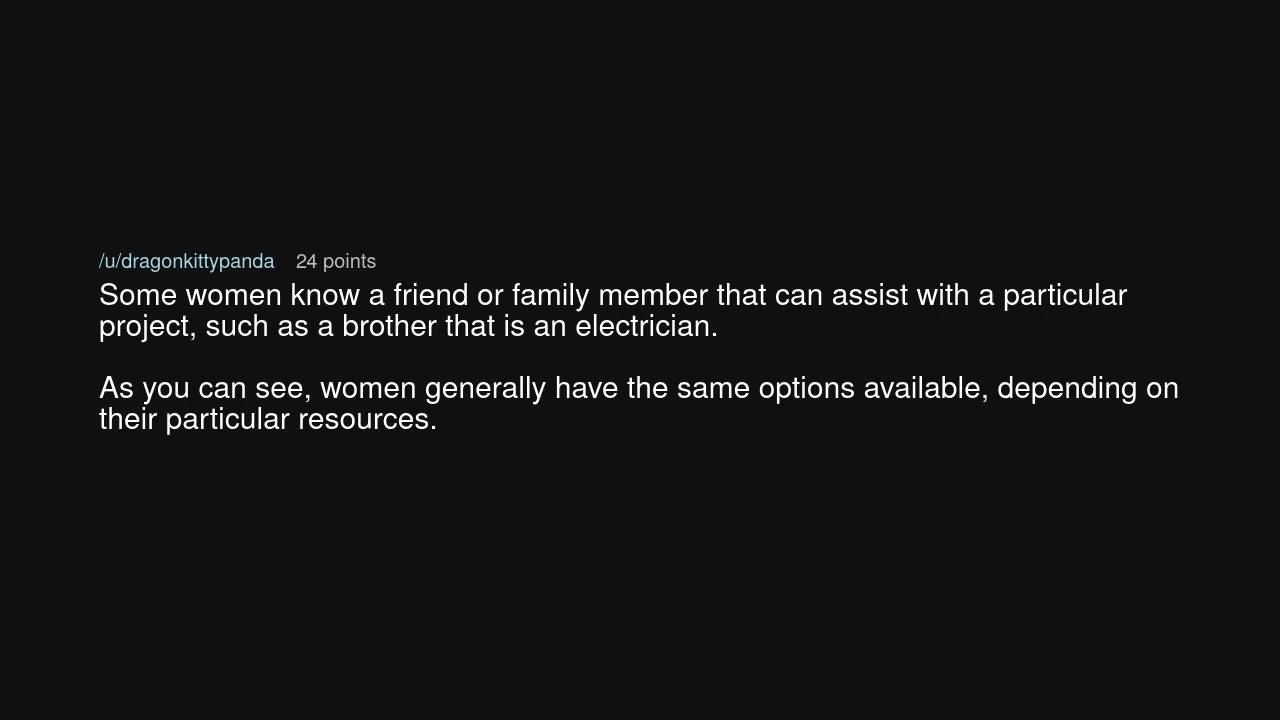 /u/dragonkittypanda 24 points
Some women know a friend or family member that can assist with a particular
project, such as a brother that is an electrician.
As you can see, women generally have the same options available, depending on
their particular resources.